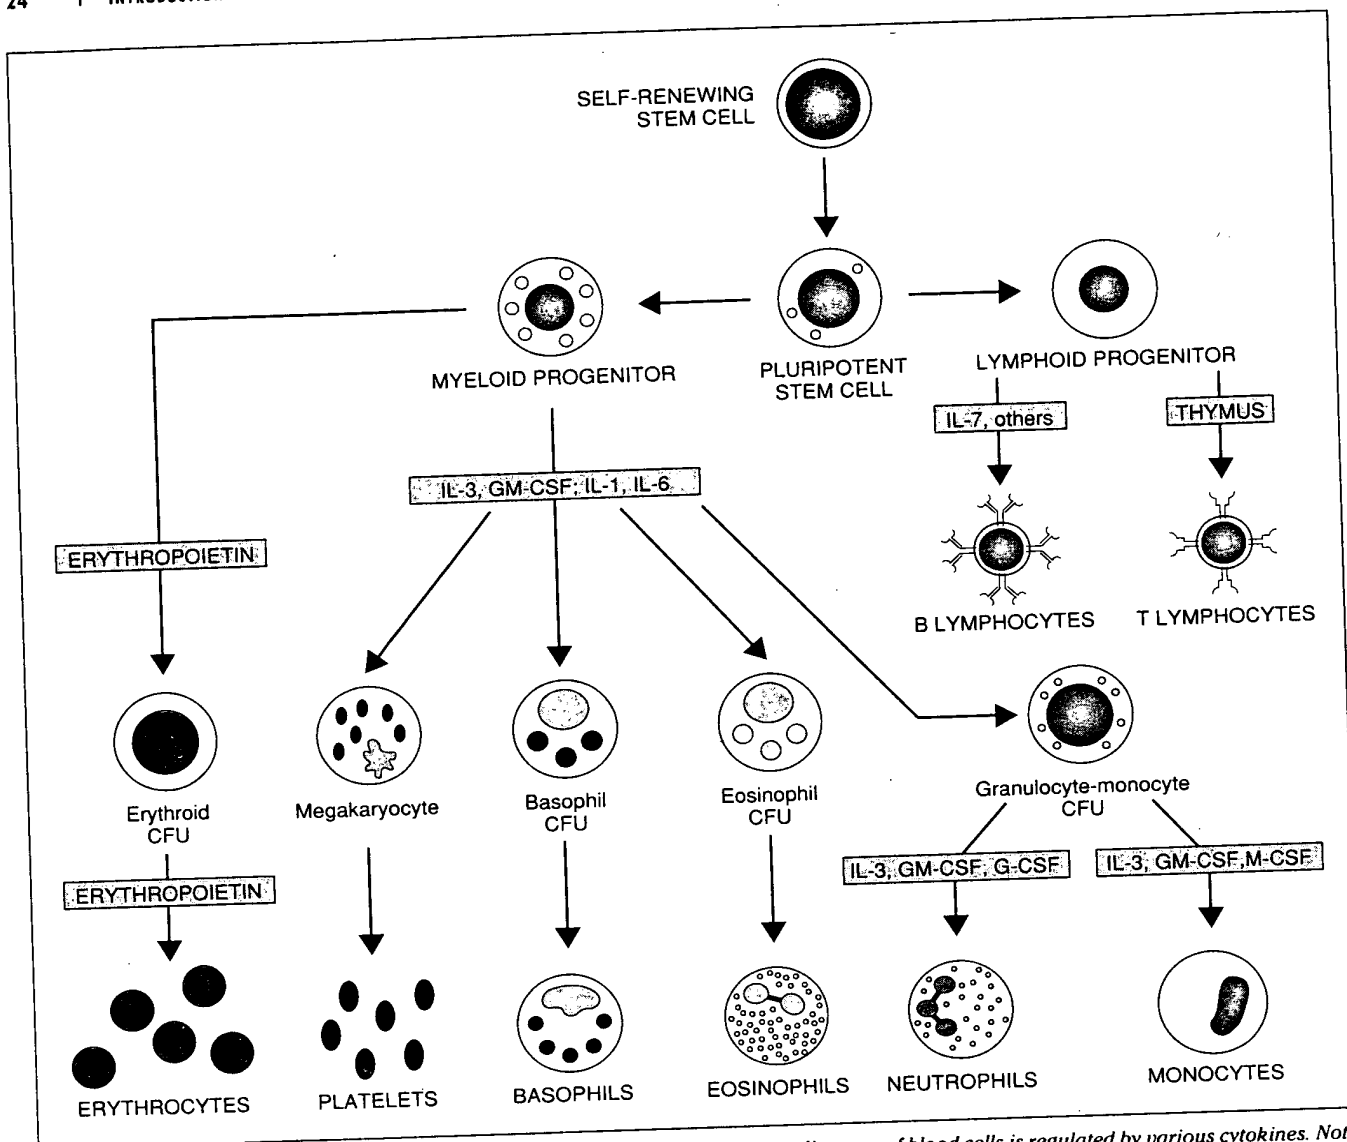 24
SELF-RENEWING
STEM CELL
MYELOID PROGENITOR
PLURIPOTENT
STEM CELL
LYMPHOID PROGENITOR
IL-7, others
THYMUS
IL-3, GM-CSF; IL-1, IL-6
ERYTHROPOIETIN
B LYMPHOCYTES
T LYMPHOCYTES
Erythroid
CFU
Megakaryocyte
Basophil
CFU
Eosinophil
CFU
Granulocyte-monocyte
CFU
ERYTHROPOIETIN
IL-3, GM-CSF; G-CSF
IL-3, GM-CSF,M-CSF
ERYTHROCYTES
PLATELETS
BASOPHILS
EOSINOPHILS
NEUTROPHILS
MONOCYTES
of blood cells is regulated by various cytokines. Not